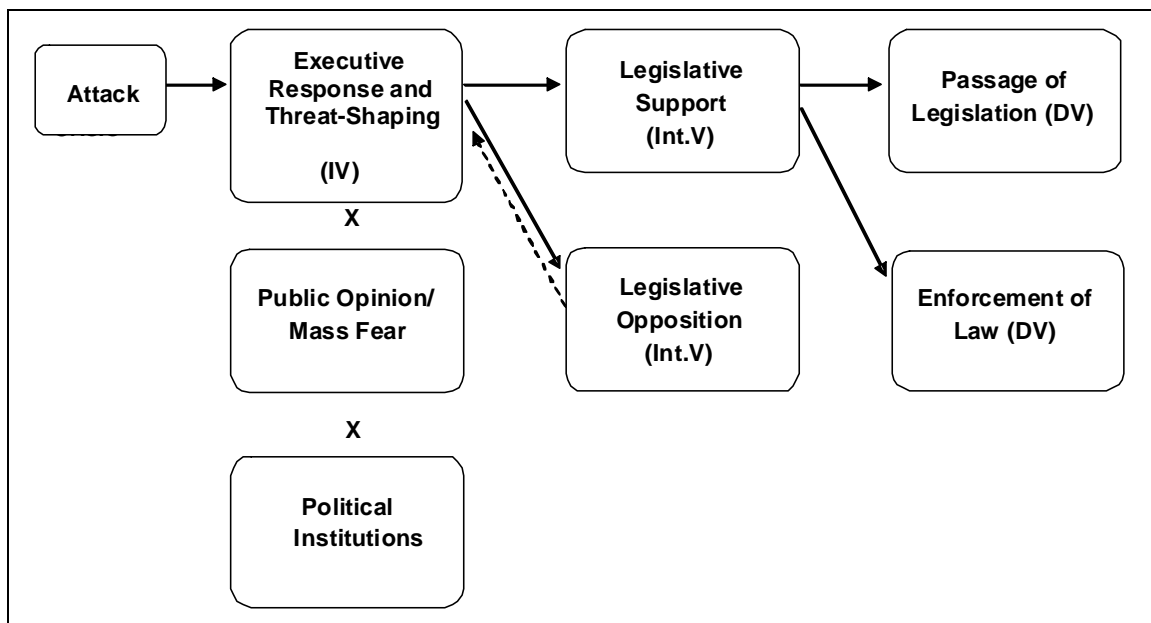 Attack
Executive
Response and
Threat-Shaping
(IV)
X
Public Opinion/
Mass Fear
X
Political
Institutions
Legislative
Support
(Int.V)
Legislative
Opposition
(Int.V)
Passage of
Legislation (DV)
Enforcement of
Law (DV)